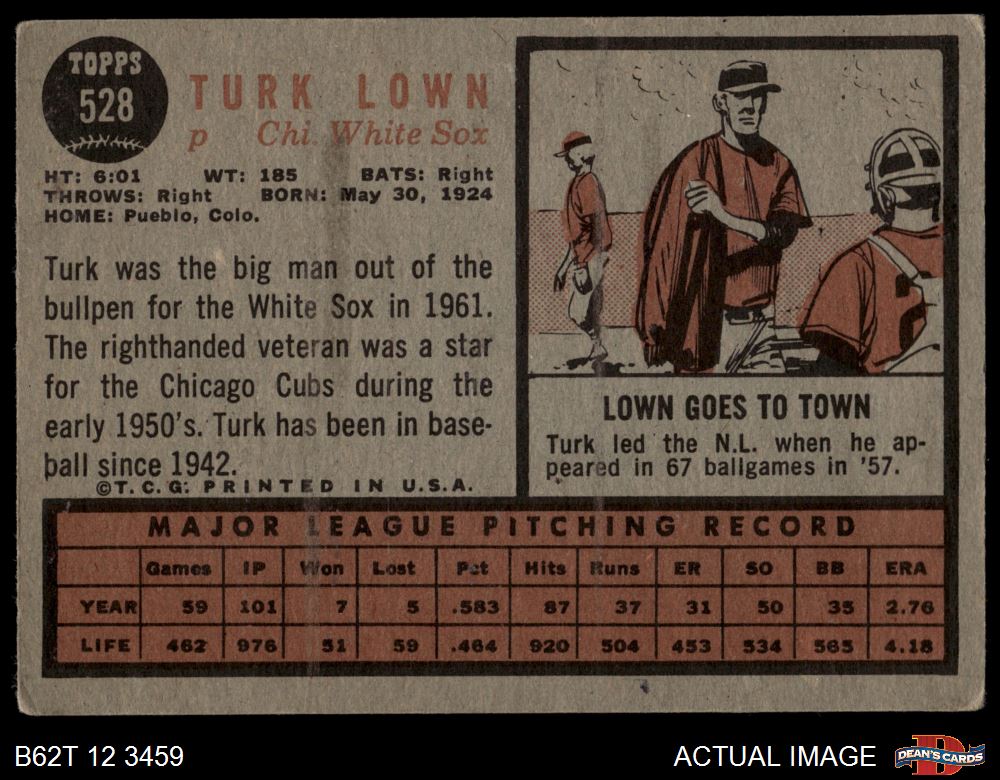 TOPPS
528
TURK LOWN
p Chi. White Sox
HT: 6:01 WT: 185 BATS: Right
THROWS: Right BORN: May 30, 1924
HOME: Pueblo, Colo.
Turk was the big man out of the
bullpen for the White Sox in 1961.
The righthanded veteran was a star
for the Chicago Cubs during the
early 1950's. Turk has been in base-
ball since 1942.
©T. C. G. PRINTED IN U.S.A.
LOWN GOES TO TOWN
Turk led the N.L. when he ap-
peared in 67 ballgames in '57.
MAJOR LEAGUE PITCHING RECORD
Games IP Won Lost Pct Hits Runs ER SO BB ERA
YEAR 59 101 7 5 .583 87 37 31 50 35 2.76
LIFE 462 976 51 59 .464 920 504 453 534 565 4.18
B62T 12 3459
ACTUAL IMAGE
D
DEAN'S CARDS